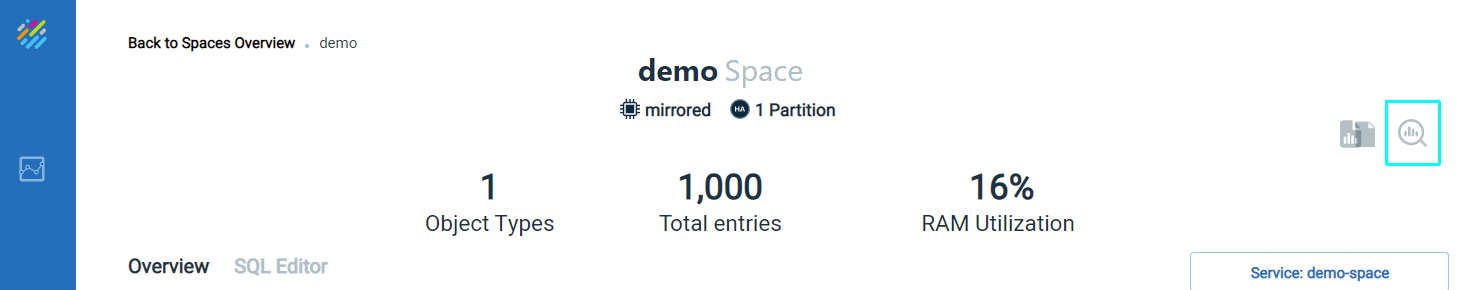 Back to Spaces Overview • demo
demo Space
mirrored HA 1 Partition
1 1,000 16%
Object Types Total entries RAM Utilization
Overview SQL Editor
Service: demo-space